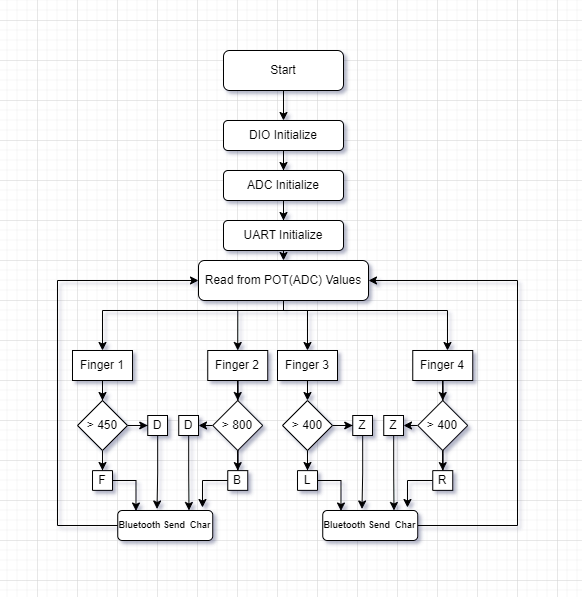 Start
DIO Initialize
ADC Initialize
UART Initialize
Read from POT(ADC) Values
Finger 1
Finger 2
Finger 3
Finger 4
> 450
D
D
> 800
> 400
Z
Z
> 400
F
B
L
R
Bluetooth Send Char
Bluetooth Send Char